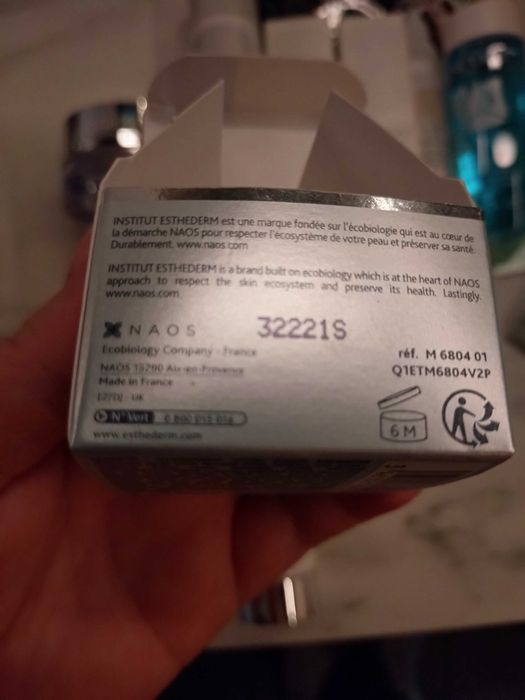 INSTITUT ESTHEDERM est une marque fondée sur l'écobiologie qui est au cœur de
la démarche NAOS pour respecter l'écosystème de votre peau et préserver sa santé.
Durablement. www.naos.com
INSTITUT ESTHEDERM is a brand built on ecobiology which is at the heart of NAOS
approach to respect the skin ecosystem and preserve its health. Lastingly.
www.naos.com
NAOS
32221S
Ecobiology Company - France
NAOS 13290 Aix-en-Provence
Made in France
réf. M 6804 01
Q1ETM6804V2P
UK
N° Vert
6 M
www.esthederm.com